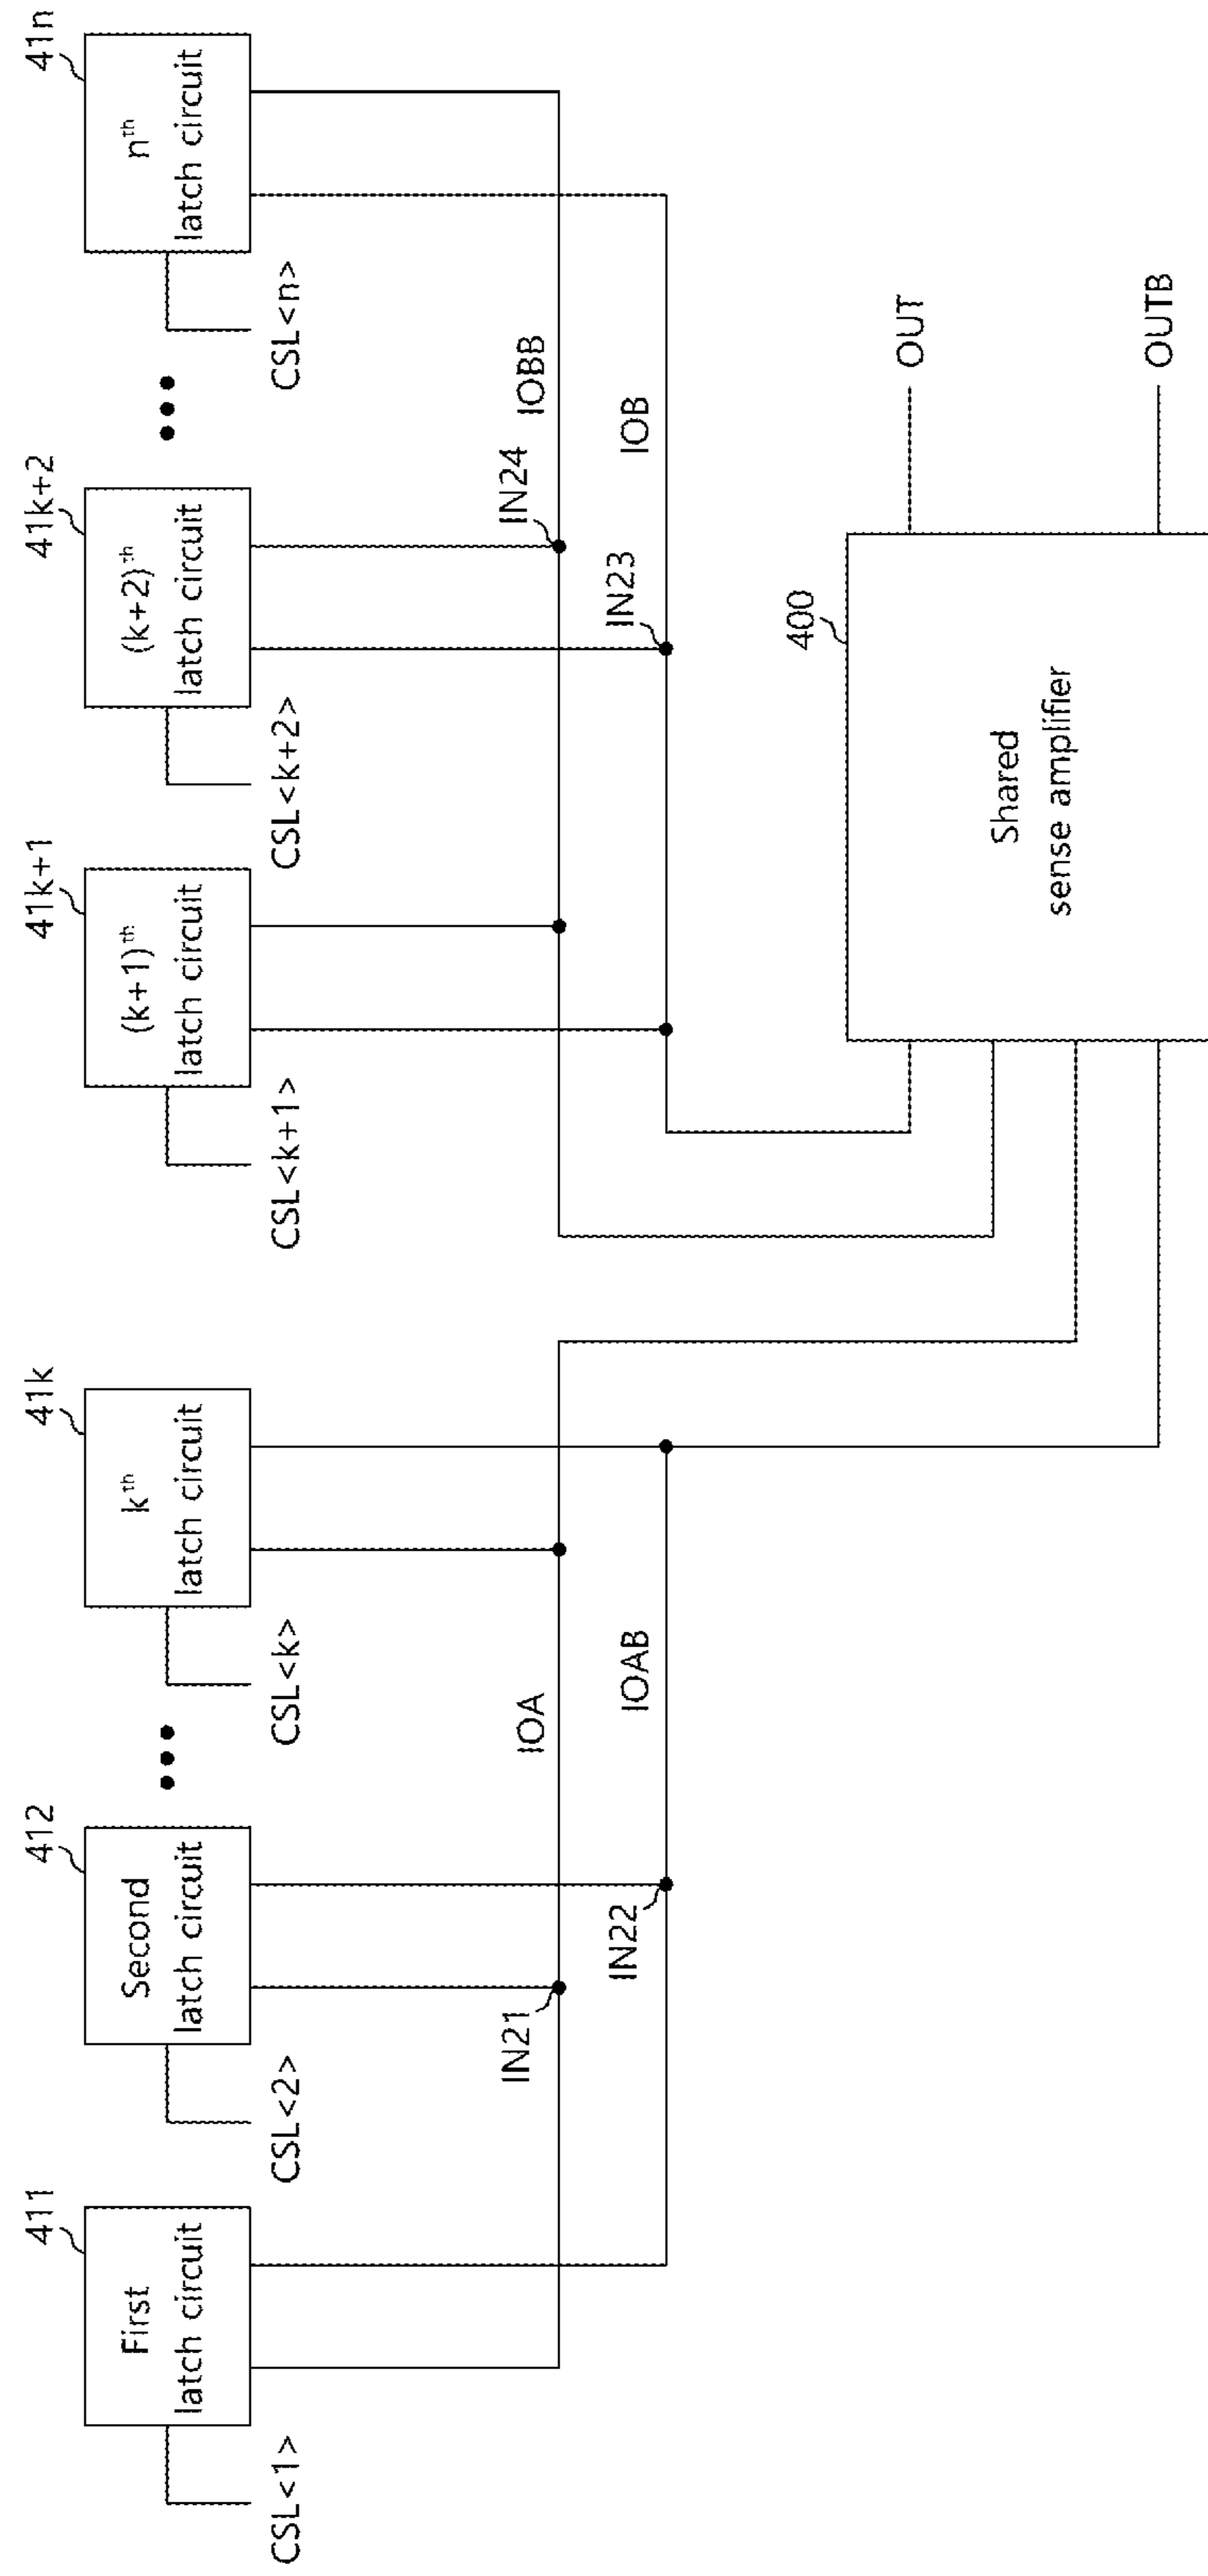 411
First
latch circuit
CSL<1>
412
Second
latch circuit
CSL<2>
41k
kth
latch circuit
CSL<k>
41k+1
(k+1)th
latch circuit
CSL<k+1>
41k+2
(k+2)th
latch circuit
CSL<k+2>
41n
nth
latch circuit
CSL<n>
IN21
IOA
IN24
IOBB
IN22
IOAB
IN23
IOB
400
Shared
sense amplifier
OUT
OUTB